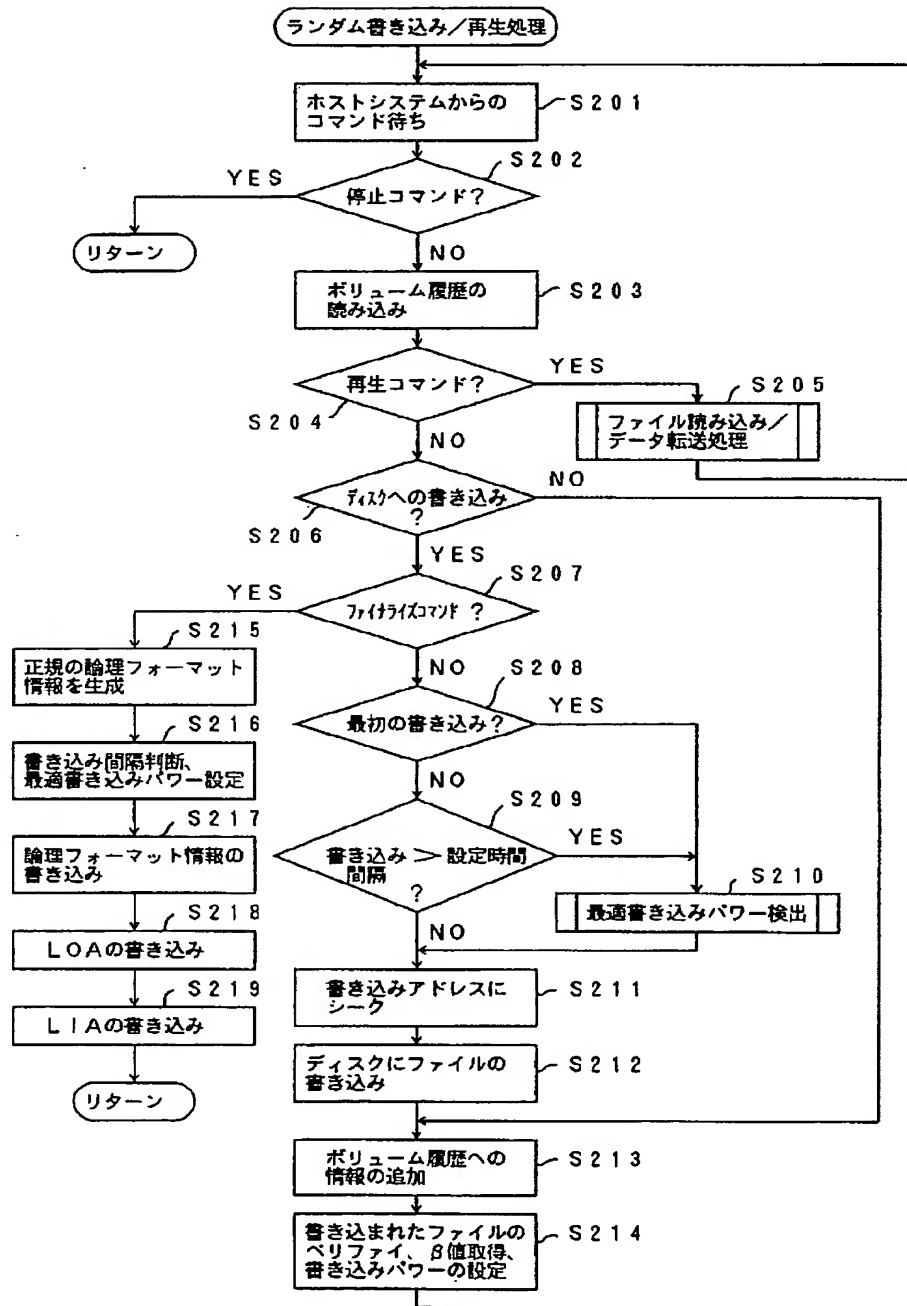 ランダム書き込み／再生処理
ホストシステムからの
コマンド待ち
S201
S202
YES
停止コマンド？
リターン
NO
ボリューム履歴の
読み込み
S203
YES
再生コマンド？
S204
S205
ファイル読み込み／
データ転送処理
NO
NO
ディスクへの書き込み
？
S206
YES
YES
S207
ファイナライズコマンド？
S215
正規の論理フォーマット
情報を生成
NO
S208
最初の書き込み？
YES
S216
書き込み間隔判断、
最適書き込みパワー設定
NO
S209
書き込み＞設定時間
間隔
？
YES
S217
論理フォーマット情報の
書き込み
S210
最適書き込みパワー検出
NO
S218
LOAの書き込み
S211
書き込みアドレスに
シーク
S219
LIAの書き込み
ディスクにファイルの
書き込み
S212
リターン
ボリューム履歴への
情報の追加
S213
書き込まれたファイルの
ベリファイ、β値取得、
書き込みパワーの設定
S214